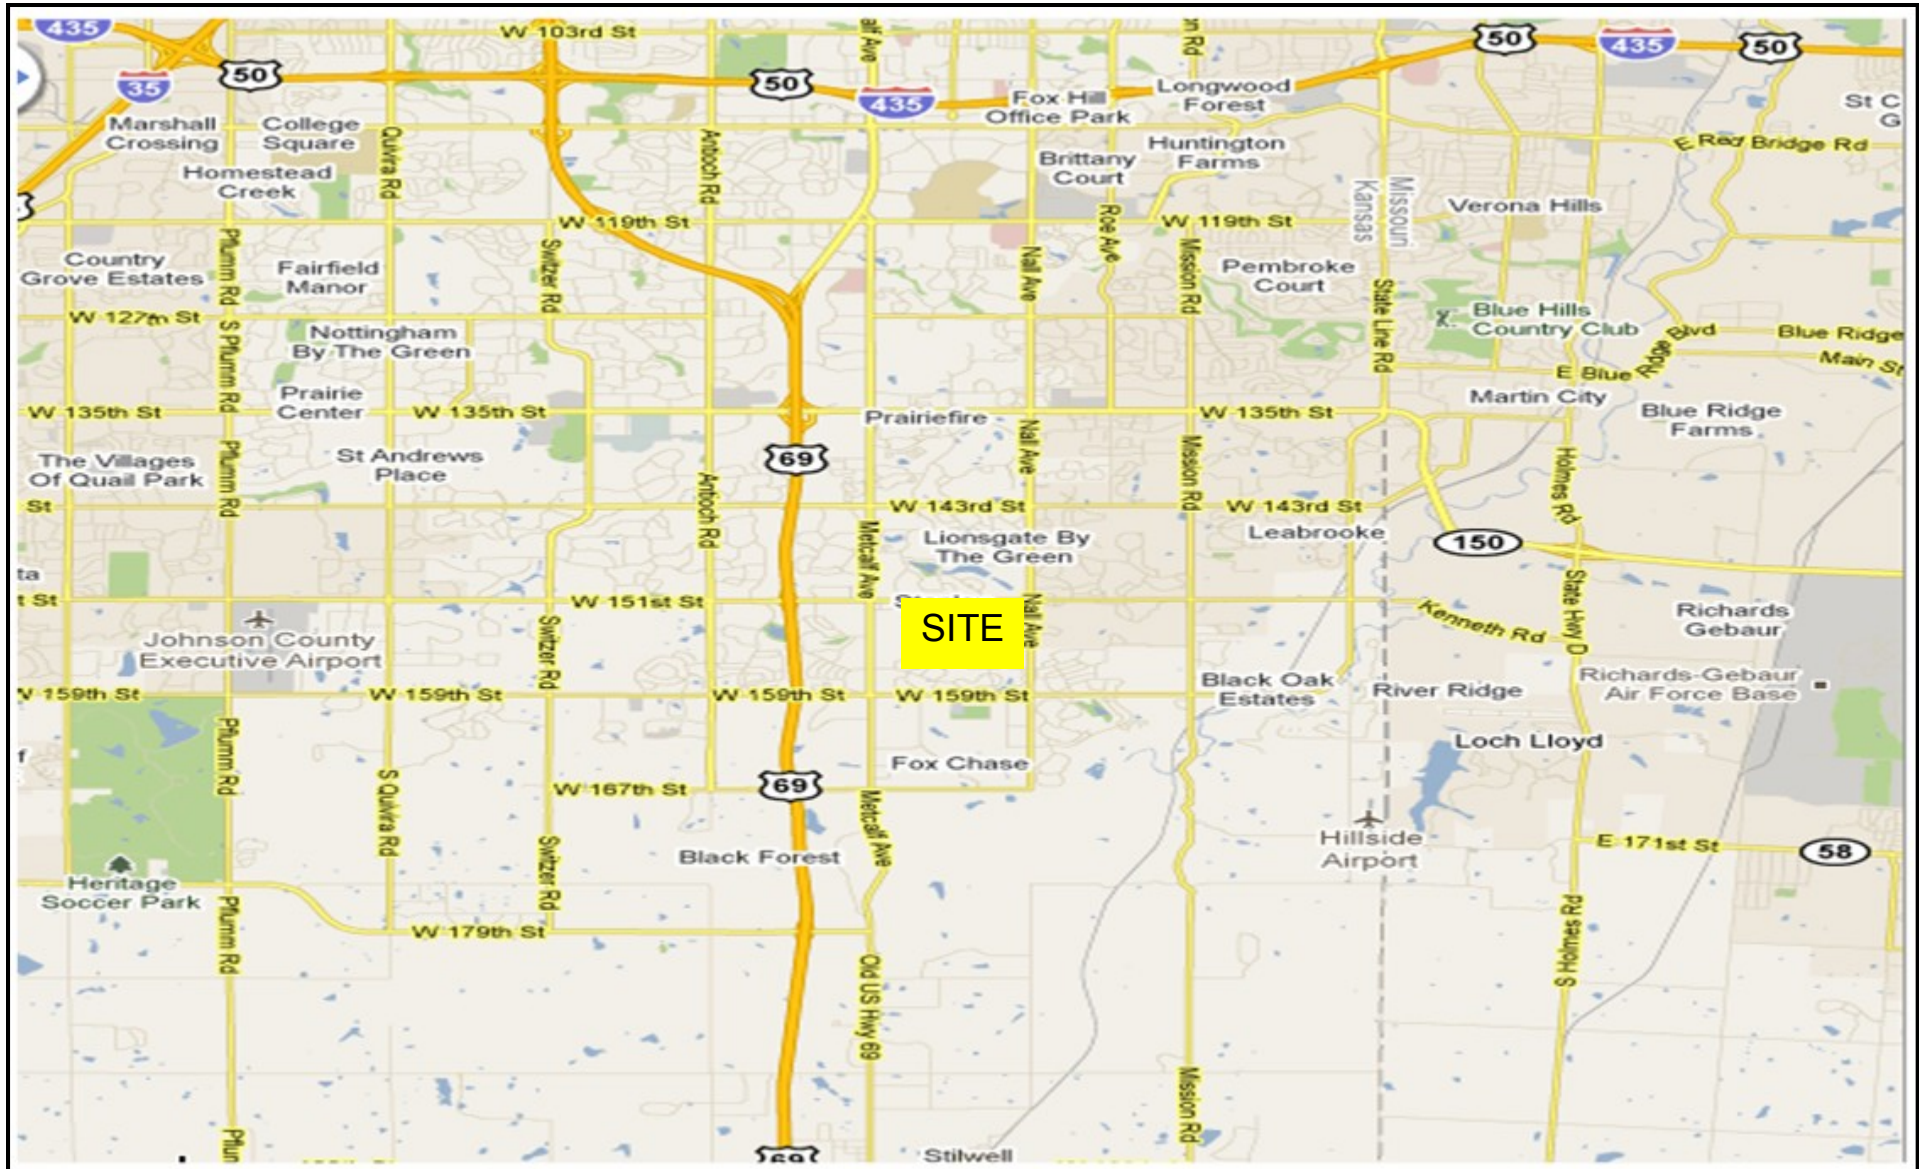 435
W 103rd St
50
435
50
35
50
50
435
Longwood
Forest
Fox Hill
Office Park
St C
G
Marshall
Crossing
College
Square
Quivira Rd
Antioch Rd
E Red Bridge Rd
Huntington
Farms
Brittany
Court
Homestead
Creek
Missouri
Kansas
Verona Hills
W 119th St
W 119th St
Roe Ave
Country
Grove Estates
Pflumm Rd
Fairfield
Manor
Switzer Rd
Nall Ave
Mission Rd
Pembroke
Court
State Line Rd
Blue Hills
Country Club
W 127th St
S Pflumm Rd
Nottingham
By The Green
Blvd
Blue Ridge
Ridge
Main St
E Blue
Prairie
Center
Martin City
W 135th St
W 135th St
Prairiefire
W 135th St
Blue Ridge
Farms
The Villages
Of Quail Park
Pflumm Rd
St Andrews
Place
69
Nall Ave
Mission Rd
Holmes Rd
St
Antioch Rd
W 143rd St
W 143rd St
Metcalf Ave
Lionsgate By
The Green
Leabrooke
150
ta
t St
W 151st St
SITE
Nall Ave
Kenneth Rd
State Hwy D
Richards
Gebaur
Johnson County
Executive Airport
Switzer Rd
Black Oak
Estates
River Ridge
Richards-Gebaur
Air Force Base
W 159th St
W 159th St
W 159th St
W 159th St
Pflumm Rd
S Quivira Rd
Fox Chase
Loch Lloyd
W 167th St
69
Metcalf Ave
Hillside
Airport
E 171st St
58
Black Forest
Switzer Rd
Heritage
Soccer Park
Pflumm Rd
W 179th St
S Holmes Rd
Old US Hwy 69
Mission Rd
Pflun
69
Stilwell